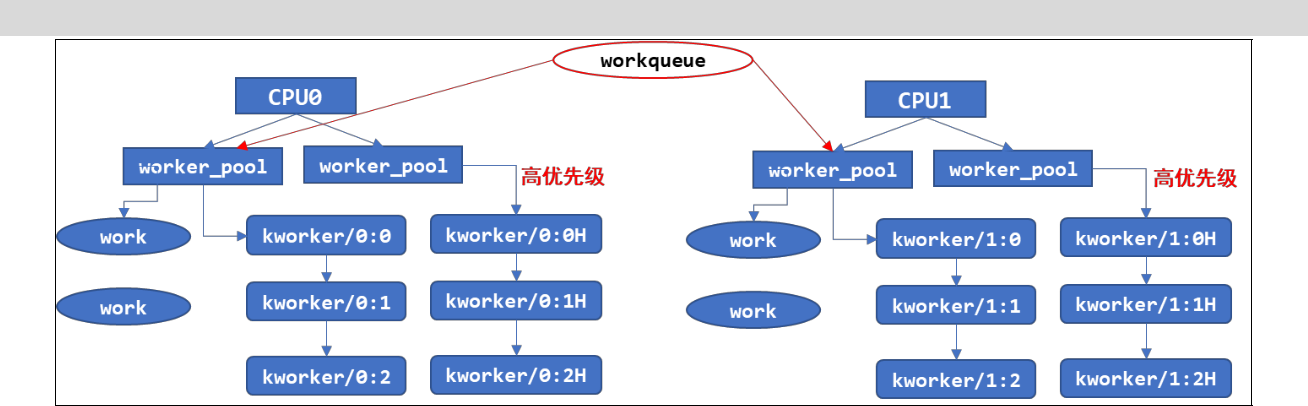 workqueue
CPU0
CPU1
worker_pool
worker_pool
worker_pool
worker_pool
高优先级
高优先级
work
kworker/0:0
kworker/0:0H
work
kworker/1:0
kworker/1:0H
work
kworker/0:1
kworker/0:1H
work
kworker/1:1
kworker/1:1H
kworker/0:2
kworker/0:2H
kworker/1:2
kworker/1:2H